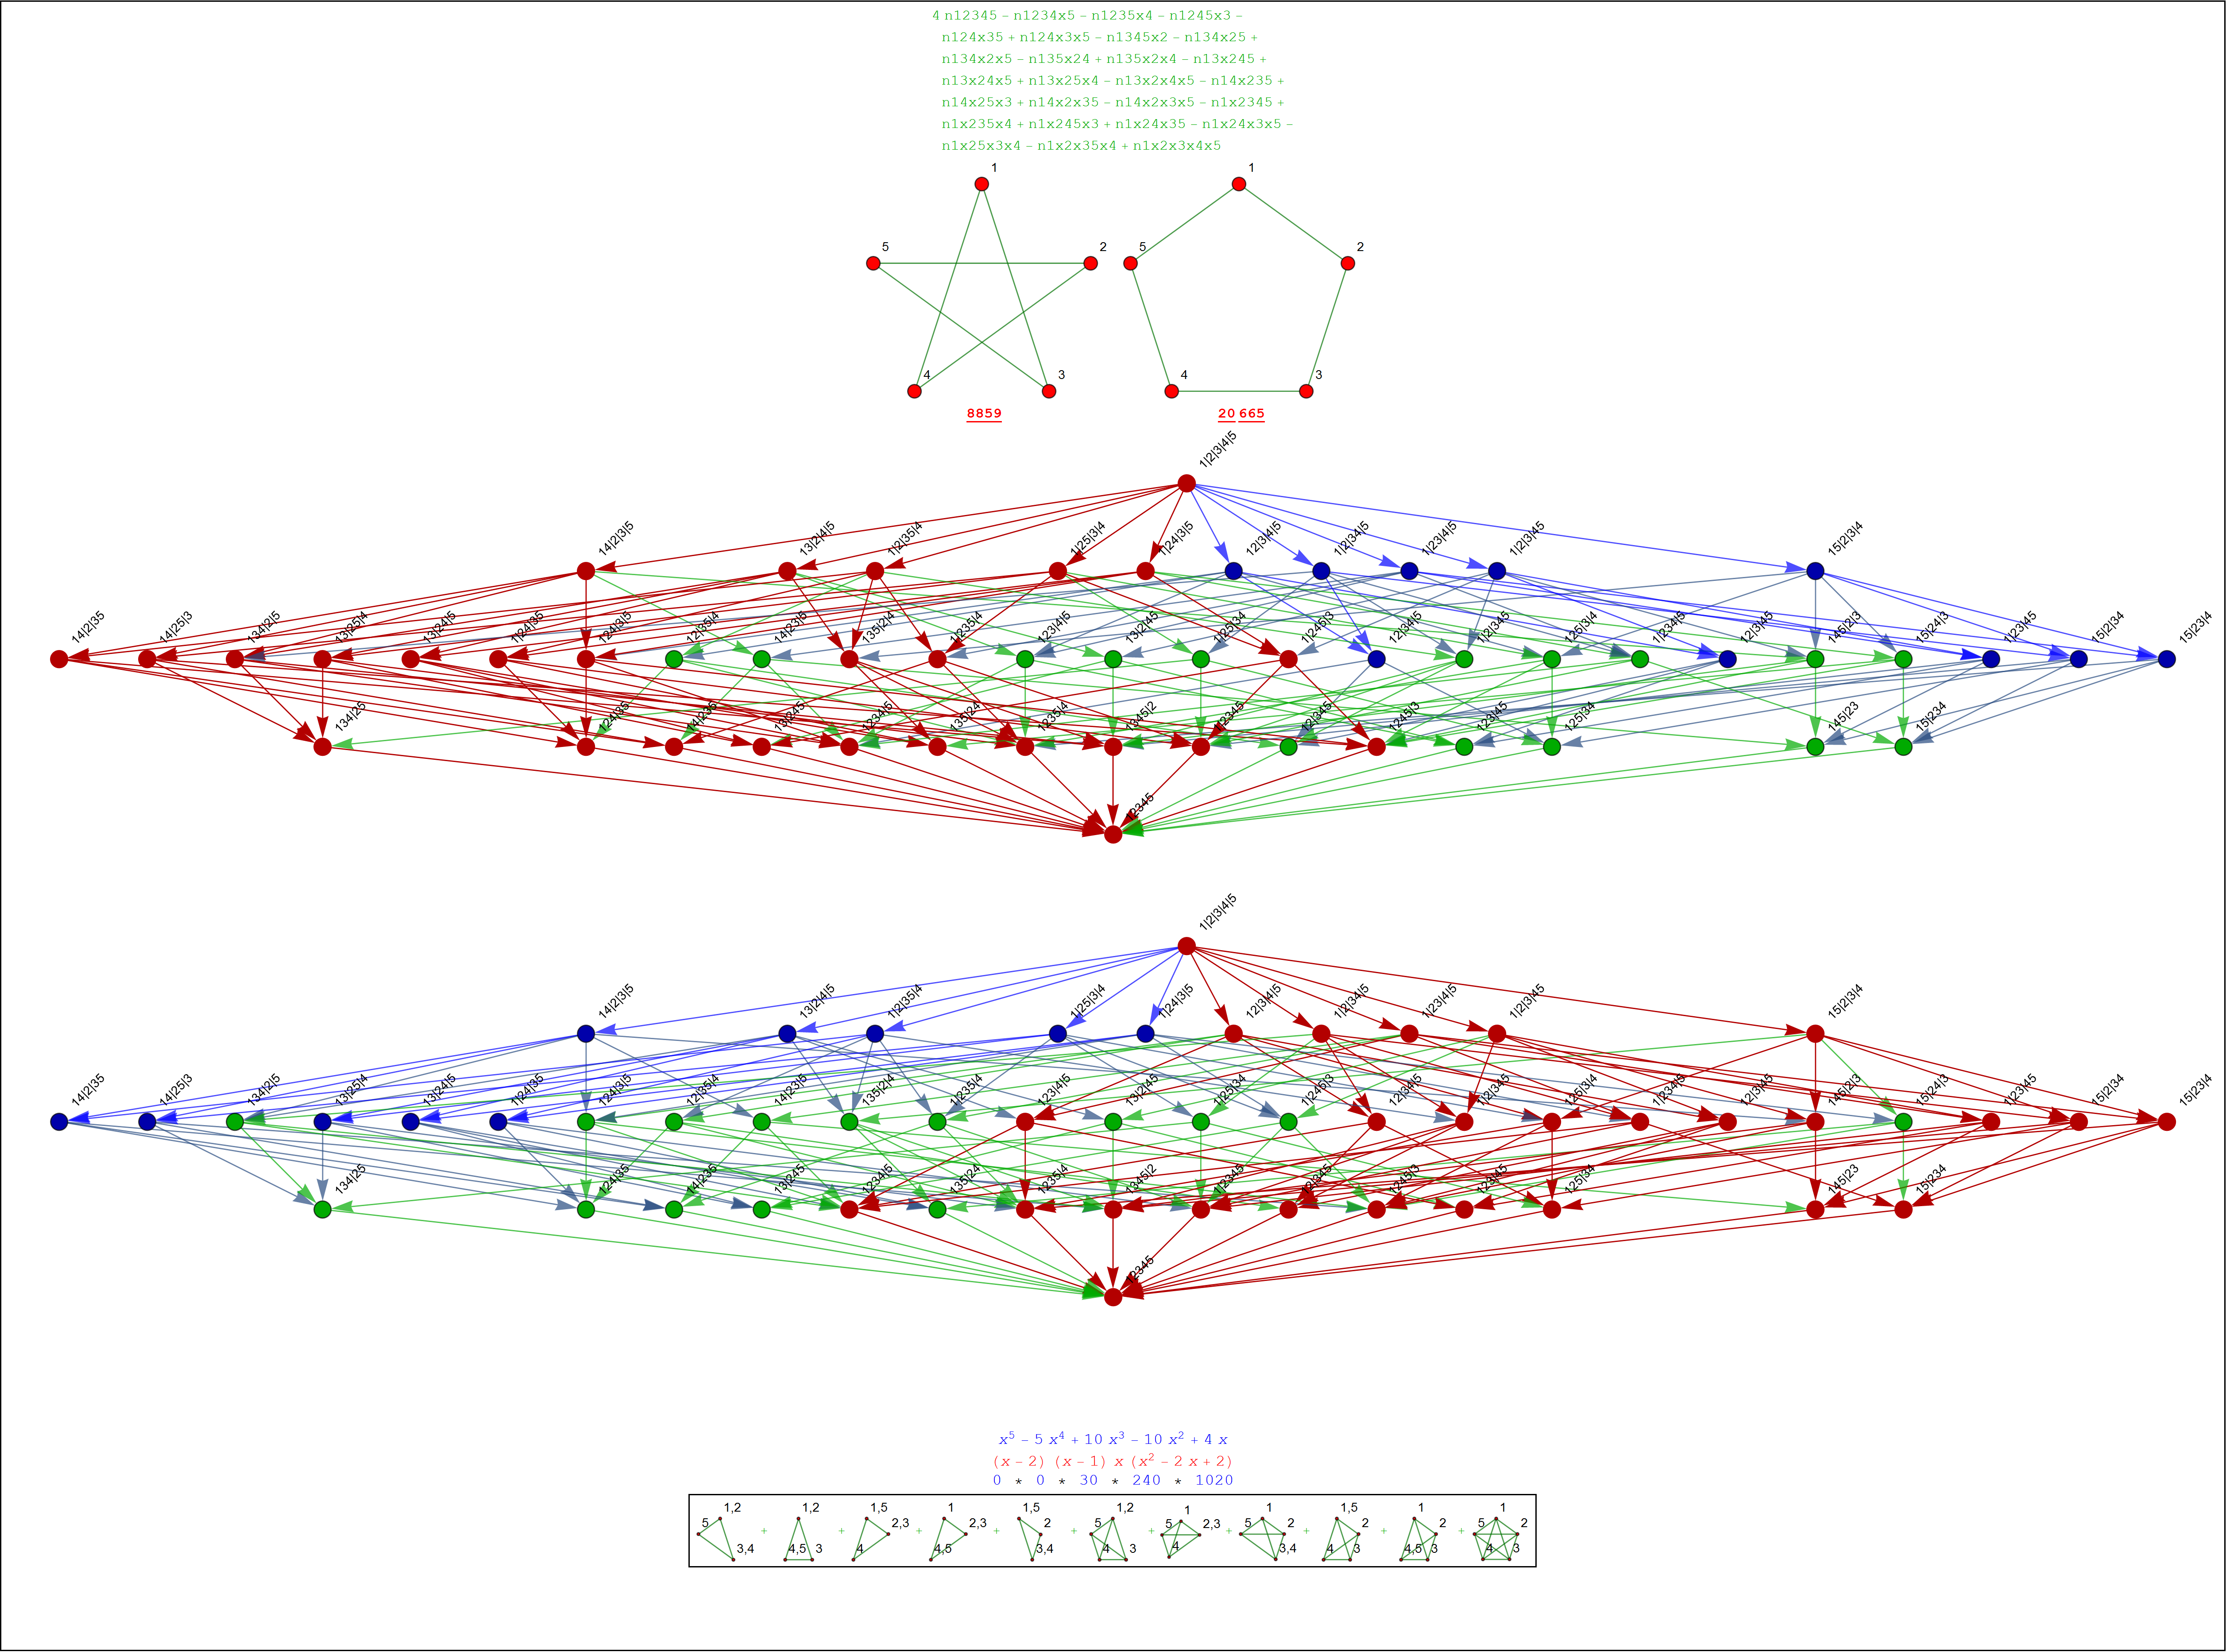 4 n12345 – n1234x5 – n1235x4 – n1245x3 –
n124x35 + n124x3x5 – n1345x2 – n134x25 +
n134x2x5 – n135x24 + n135x2x4 – n13x245 +
n13x24x5 + n13x25x4 – n13x2x4x5 – n14x235 +
n14x25x3 + n14x2x35 – n14x2x3x5 – n1x2345 +
n1x235x4 + n1x245x3 + n1x24x35 – n1x24x3x5 –
n1x25x3x4 – n1x2x35x4 + n1x2x3x4x5
1 1
5 2 5 2
4 3 4 3
8859 20 665
1|2|3|4|5
14|2|3|5 13|2|4|5 1|2|35|4 1|25|3|4 1|24|3|5 12|3|4|5 1|2|34|5 1|23|4|5 1|2|3|45 15|2|3|4
14|2|35 14|25|3 134|2|5 13|25|4 13|24|5 1|24|35 124|3|5 12|35|4 14|23|5 135|2|4 1|235|4 123|4|5 13|2|45 1|25|34 1|245|3 12|34|5 1|2|345 125|3|4 1|234|5 12|3|45 145|2|3 15|24|3 1|23|45 15|2|34 15|23|4
134|25 124|35 14|235 13|245 1234|5 135|24 1235|4 1345|2 1|2345 12|345 1245|3 123|45 125|34 145|23 15|234
12345
1|2|3|4|5
14|2|3|5 13|2|4|5 1|2|35|4 1|25|3|4 1|24|3|5 12|3|4|5 1|2|34|5 1|23|4|5 1|2|3|45 15|2|3|4
14|2|35 14|25|3 134|2|5 13|25|4 13|24|5 1|24|35 124|3|5 12|35|4 14|23|5 135|2|4 1|235|4 123|4|5 13|2|45 1|25|34 1|245|3 12|34|5 1|2|345 125|3|4 1|234|5 12|3|45 145|2|3 15|24|3 1|23|45 15|2|34 15|23|4
134|25 124|35 14|235 13|245 1234|5 135|24 1235|4 1345|2 1|2345 12|345 1245|3 123|45 125|34 145|23 15|234
12345
x⁵ – 5 x⁴ + 10 x³ – 10 x² + 4 x
(x – 2) (x – 1) x (x² – 2 x + 2)
0 * 0 * 30 * 240 * 1020
1,2 1,2 1,5 1 1,5 1,2 1 1 1,5 1 1
5 2,3 2,3 2 5 2,3 5 2 2 2 5 2
+ + + + + + + + + +
3,4 4,5 3 4 4,5 3,4 4 3 4 3,4 4 3 4,5 3 4 3